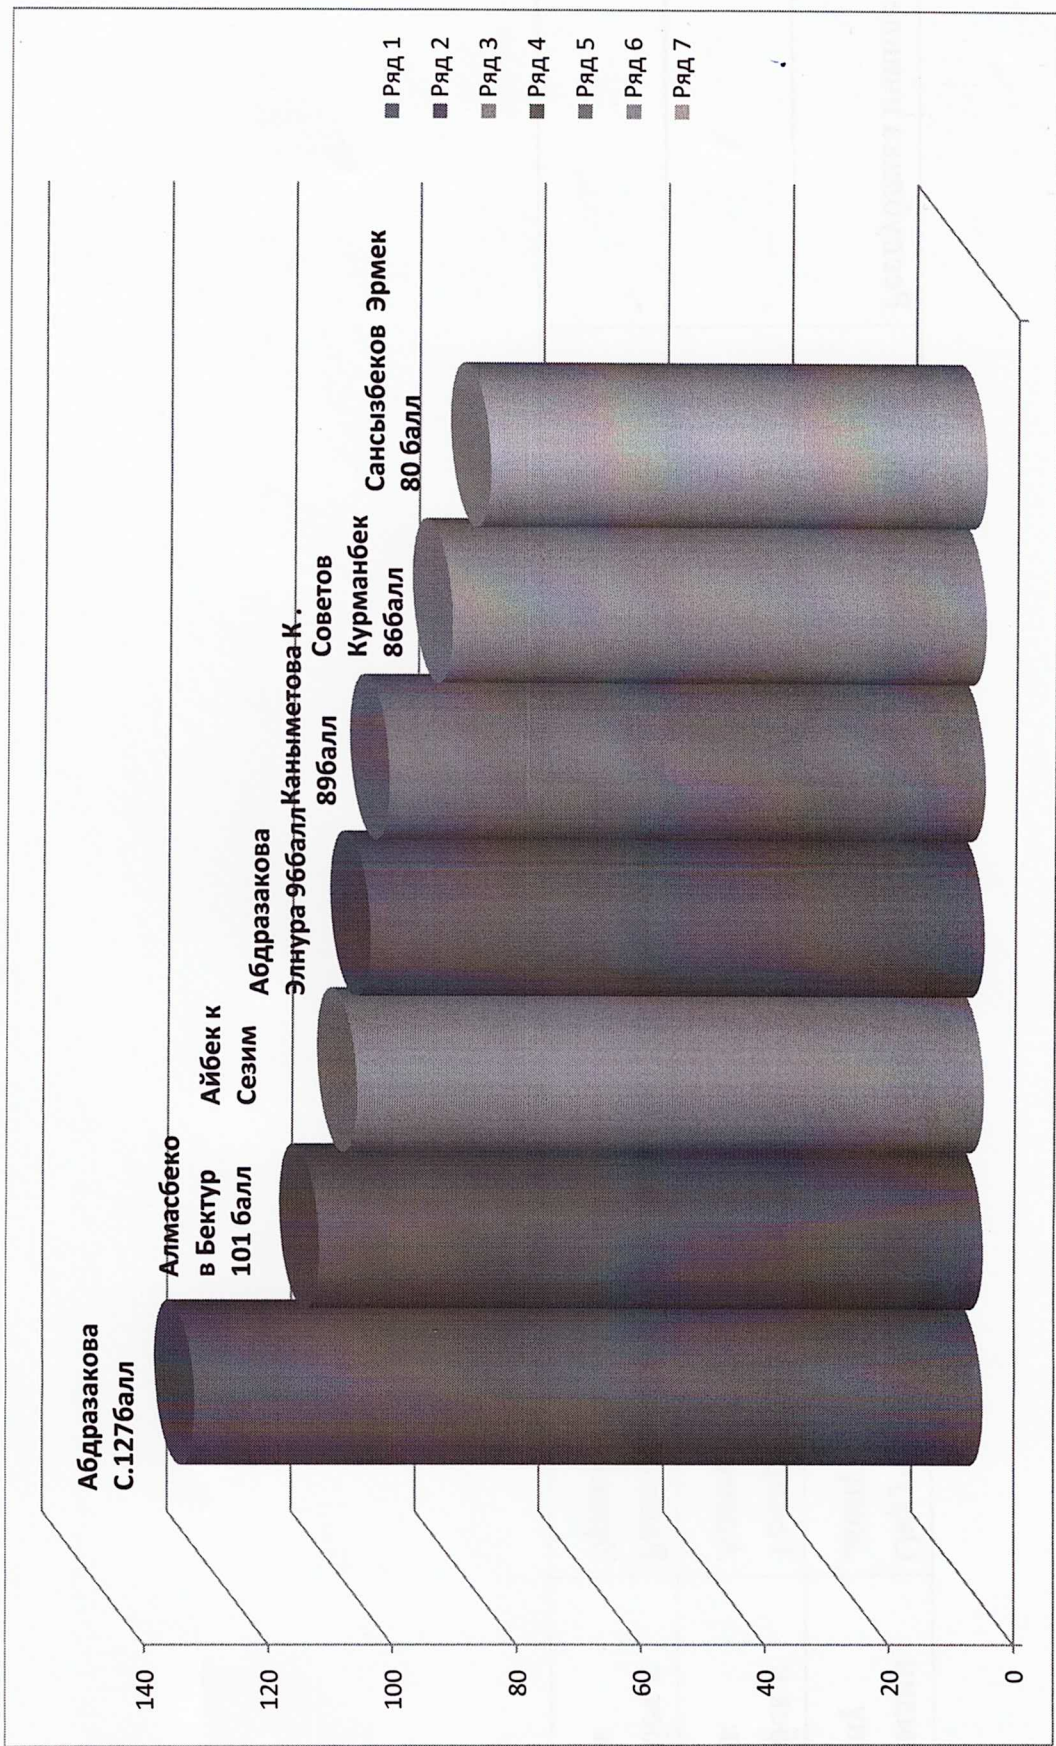 Абдразакова
С.127балл
Алмасбеко
в Бектур
101 балл
Айбек к
Сезим
Абдразакова
Элнура 96балл
Каныметова К .
89балл
Советов
Курманбек
86балл
Сансызбеков Эрмек
80 балл
140
120
100
80
60
40
20
0
Ряд 1
Ряд 2
Ряд 3
Ряд 4
Ряд 5
Ряд 6
Ряд 7